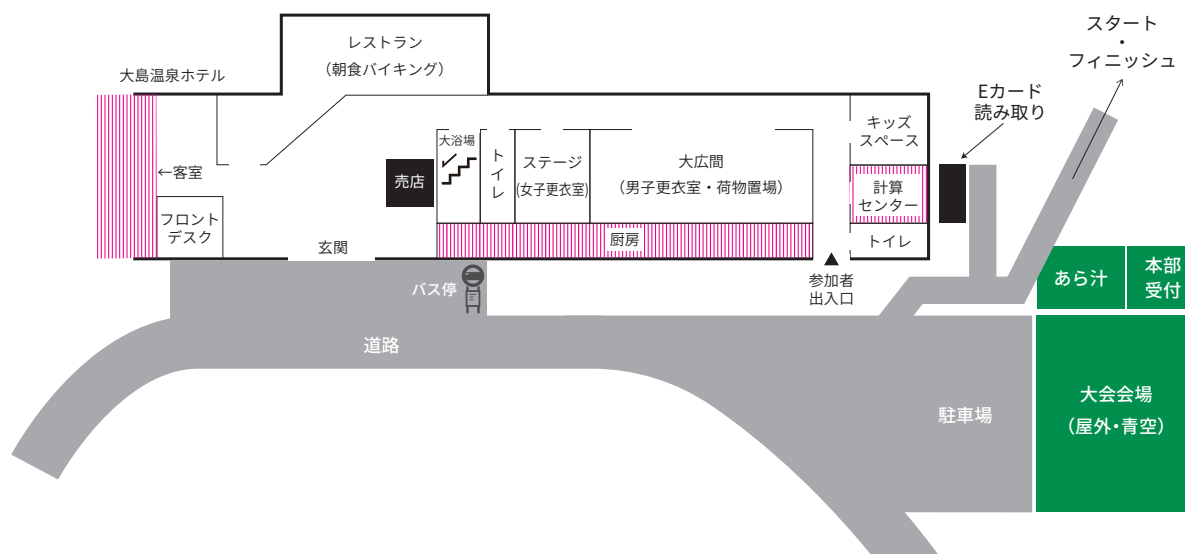 スタート
・
フィニッシュ
レストラン
（朝食バイキング）
大島温泉ホテル
Eカード
読み取り
キッズ
スペース
大浴場
トイレ
ステージ
(女子更衣室)
大広間
（男子更衣室・荷物置場）
←客室
売店
計算
センター
フロント
デスク
厨房
トイレ
玄関
参加者
出入口
バス停
あら汁
本部
受付
道路
大会会場
（屋外・青空）
駐車場